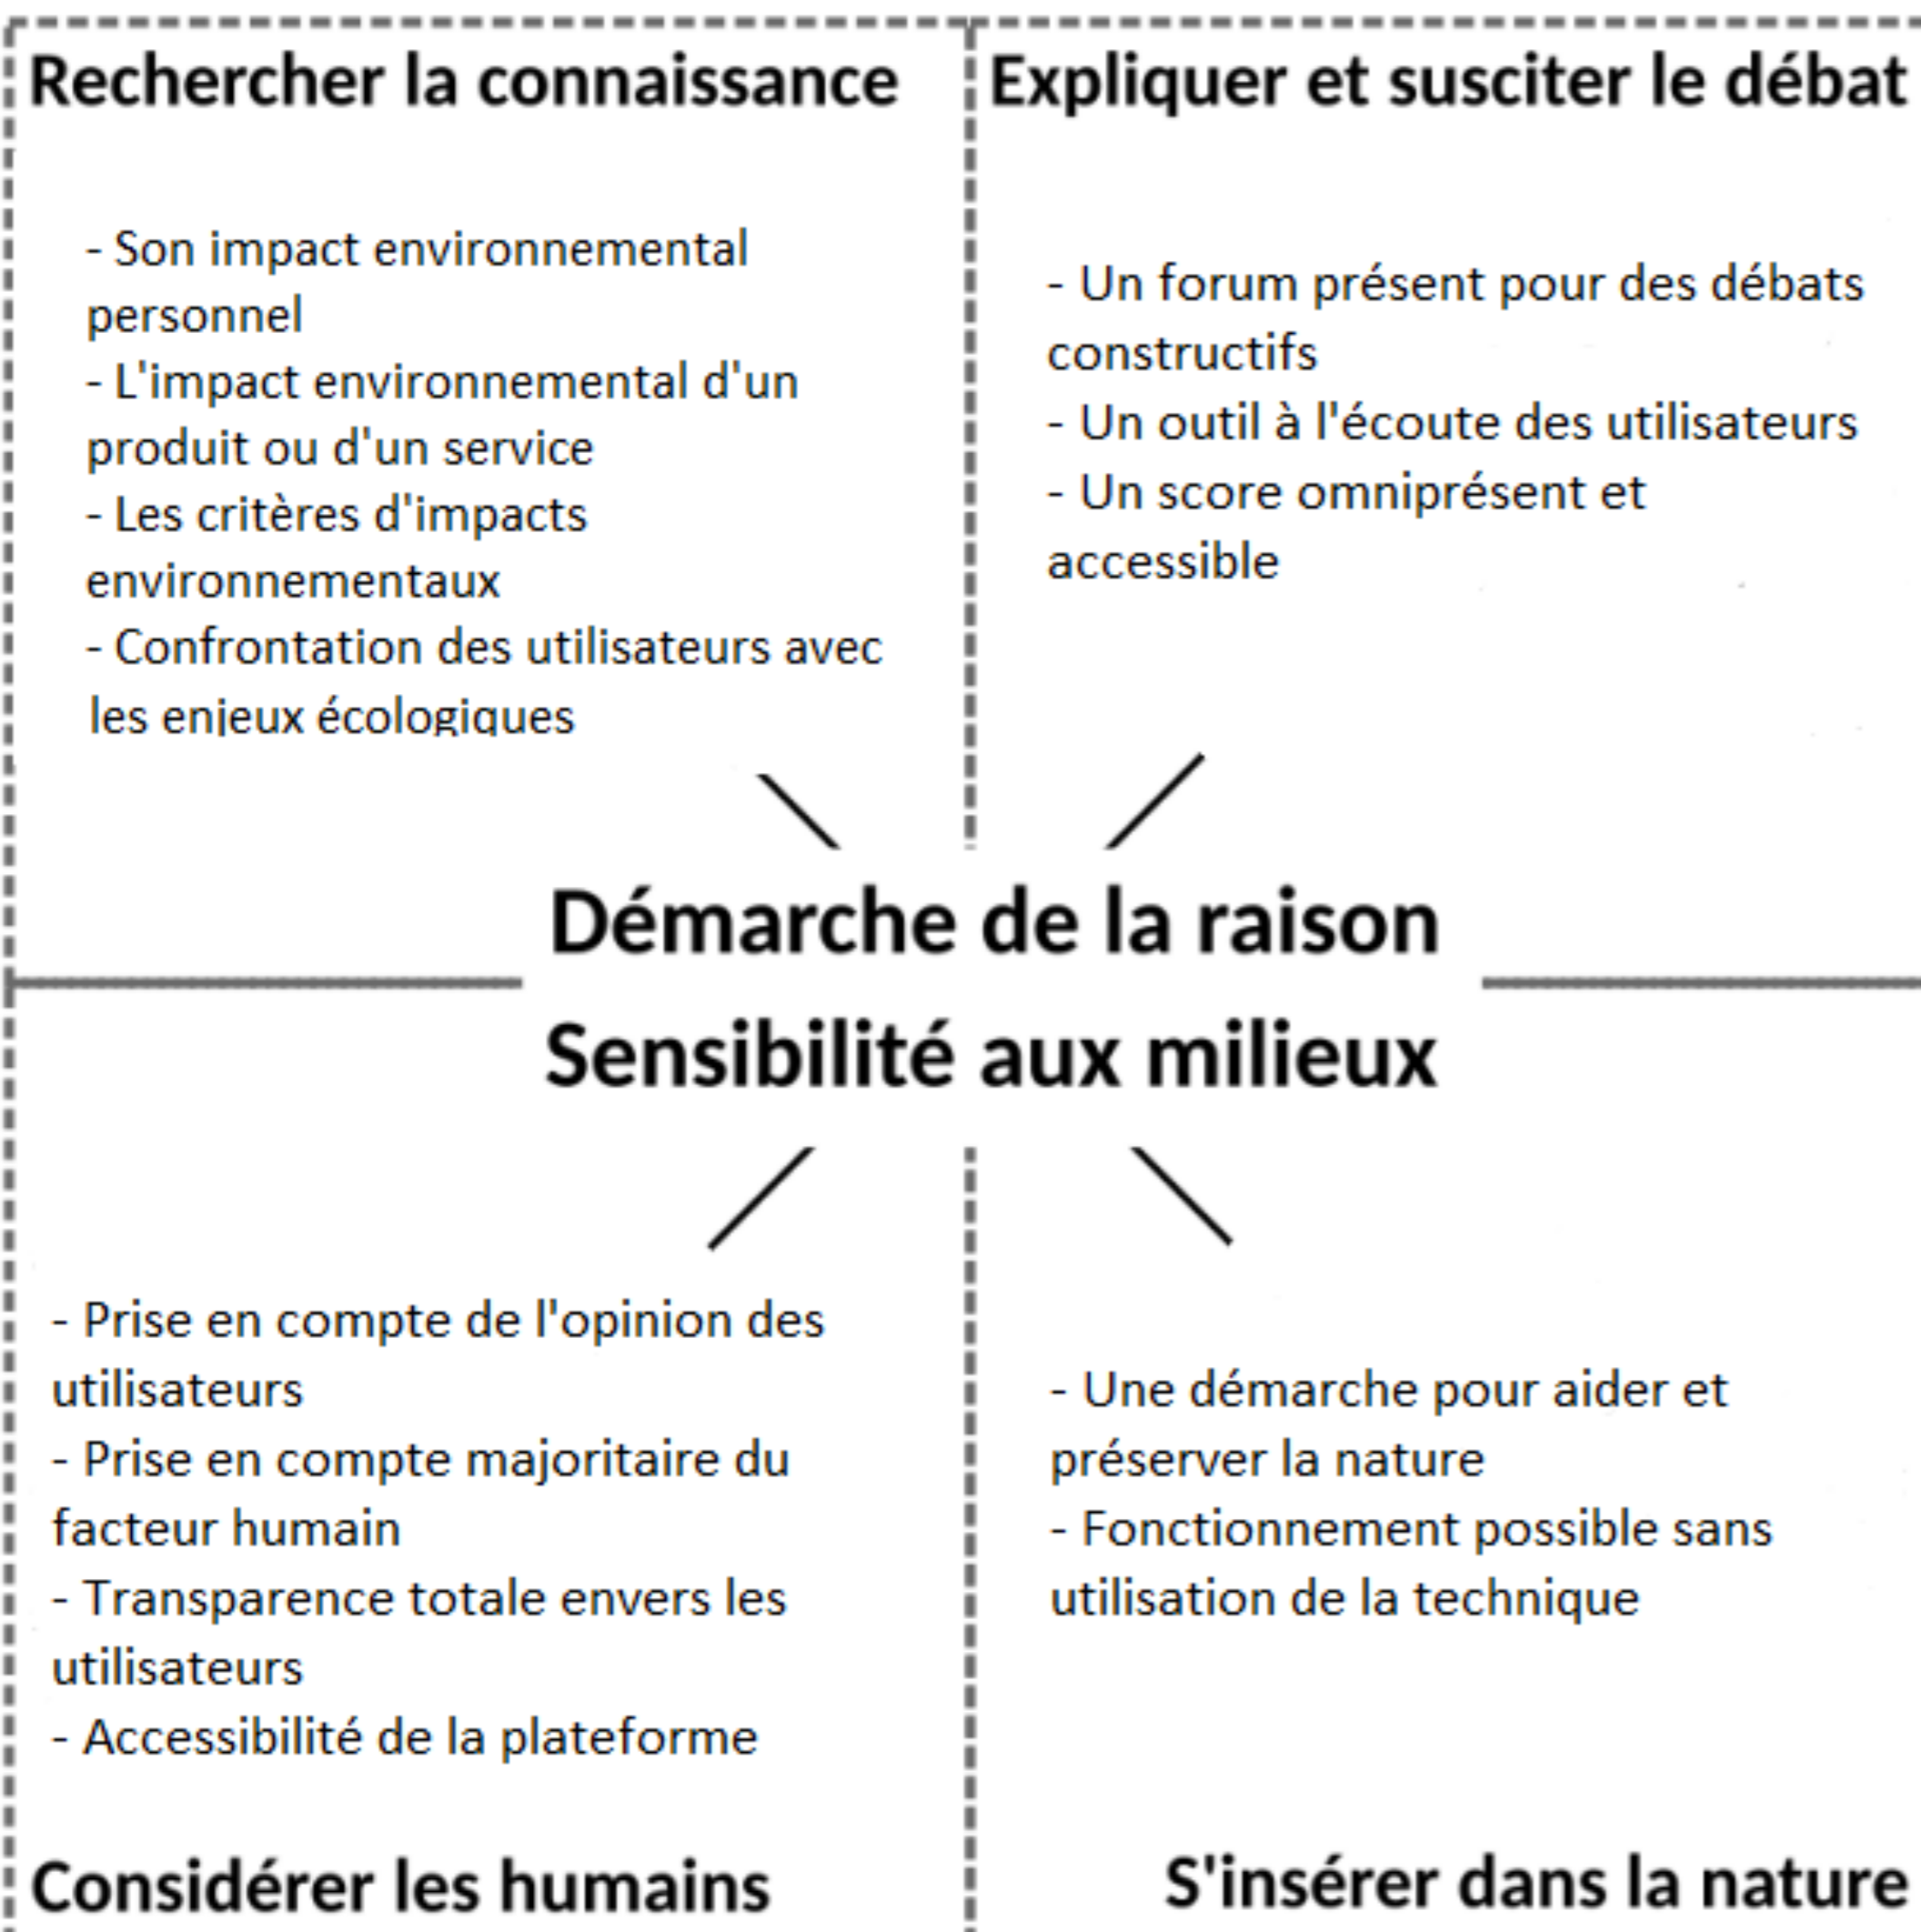 Rechercher la connaissance
- Son impact environnemental
personnel
- L'impact environnemental d'un
produit ou d'un service
- Les critères d'impacts
environnementaux
- Confrontation des utilisateurs avec
les enjeux écologiques
Expliquer et susciter le débat
- Un forum présent pour des débats
constructifs
- Un outil à l'écoute des utilisateurs
- Un score omniprésent et
accessible
Démarche de la raison
Sensibilité aux milieux
- Prise en compte de l'opinion des
utilisateurs
- Prise en compte majoritaire du
facteur humain
- Transparence totale envers les
utilisateurs
- Accessibilité de la plateforme
Considérer les humains
- Une démarche pour aider et
préserver la nature
- Fonctionnement possible sans
utilisation de la technique
S'insérer dans la nature